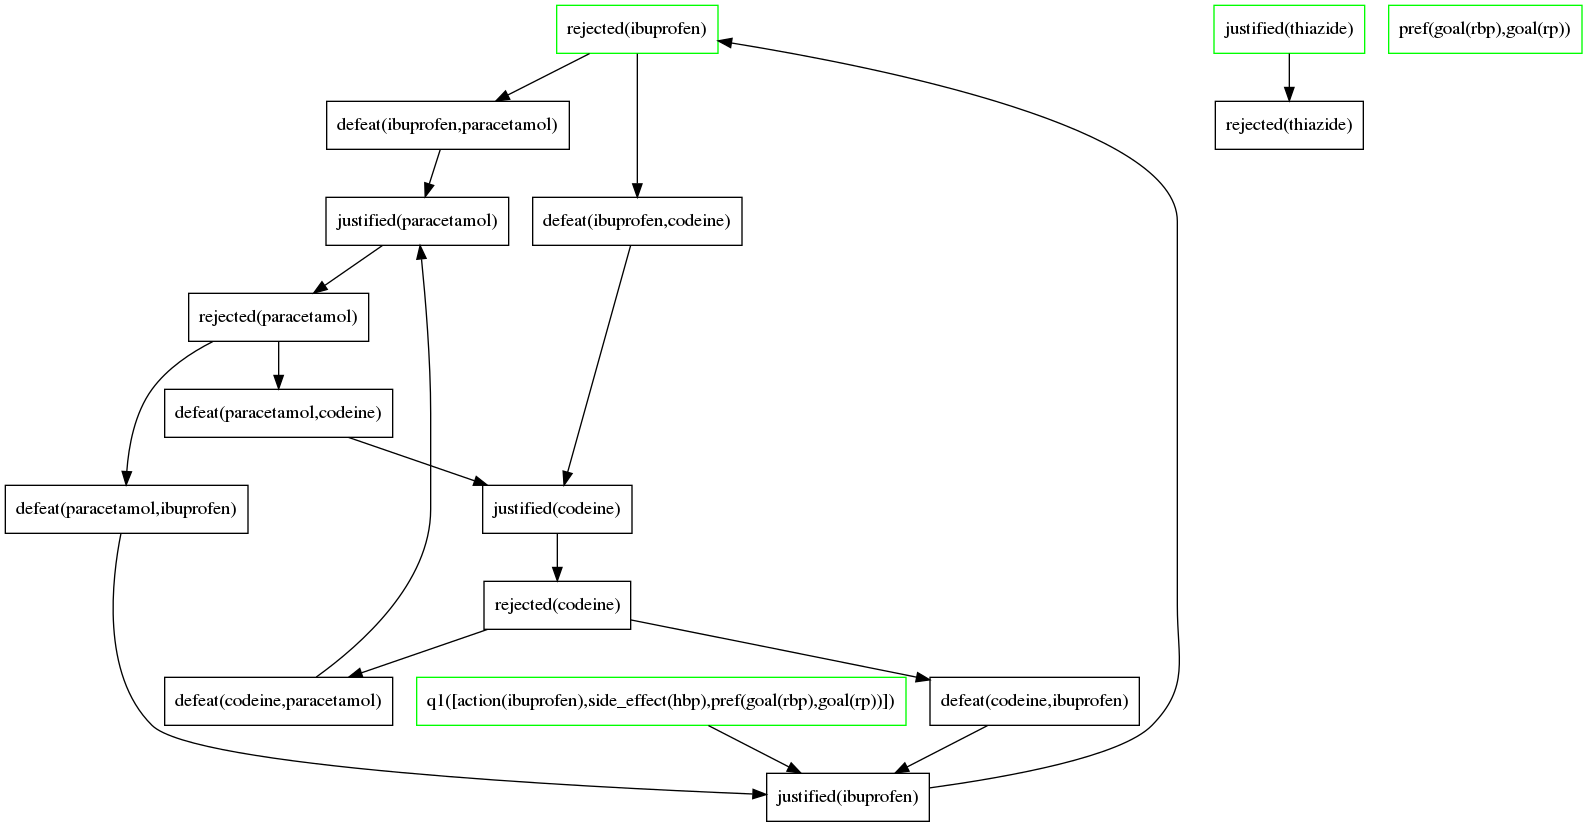 rejected(ibuprofen)
justified(thiazide)
pref(goal(rbp),goal(rp))
defeat(ibuprofen,paracetamol)
rejected(thiazide)
justified(paracetamol)
defeat(ibuprofen,codeine)
rejected(paracetamol)
defeat(paracetamol,codeine)
defeat(paracetamol,ibuprofen)
justified(codeine)
rejected(codeine)
defeat(codeine,paracetamol)
q1([action(ibuprofen),side_effect(hbp),pref(goal(rbp),goal(rp))])
defeat(codeine,ibuprofen)
justified(ibuprofen)